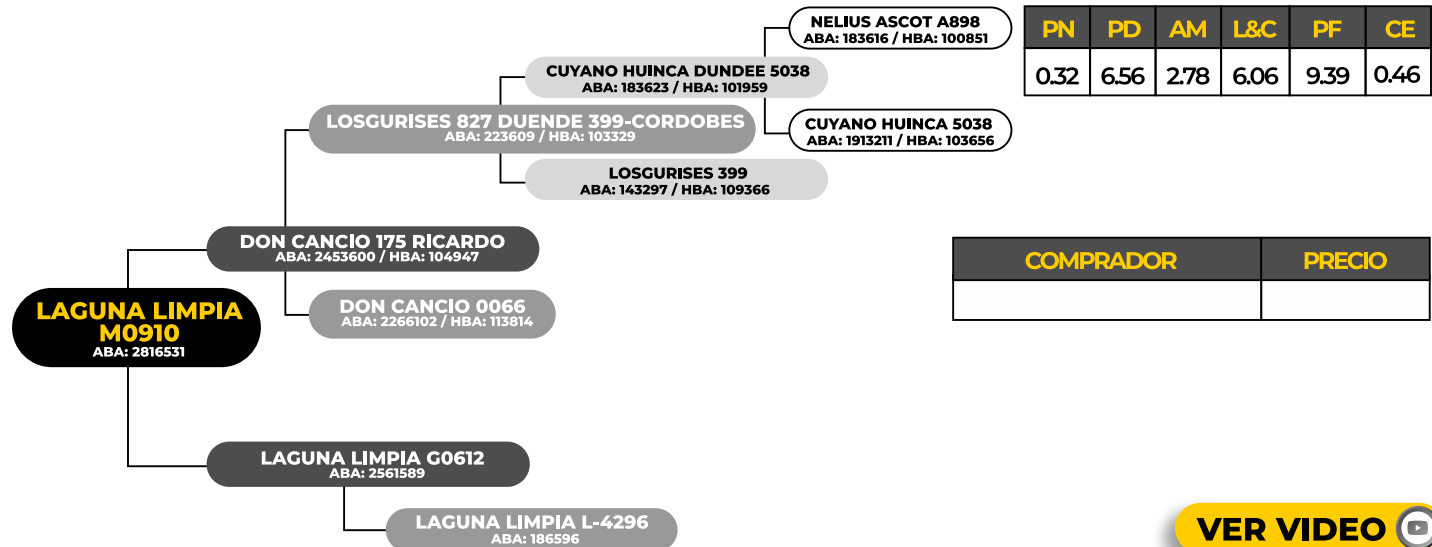 NELIUS ASCOT A898
ABA: 183616 / HBA: 100851
PN PD AM L&C PF CE
0.32 6.56 2.78 6.06 9.39 0.46
CUYANO HUINCA DUNDEE 5038
ABA: 183623 / HBA: 101959
LOSGURISES 827 DUENDE 399-CORDOBES
ABA: 223609 / HBA: 103329
CUYANO HUINCA 5038
ABA: 1913211 / HBA: 103656
LOSGURISES 399
ABA: 143297 / HBA: 109366
DON CANCIO 175 RICARDO
ABA: 2453600 / HBA: 104947
COMPRADOR PRECIO
DON CANCIO 0066
ABA: 2266102 / HBA: 113814
LAGUNA LIMPIA
M0910
ABA: 2816531
LAGUNA LIMPIA G0612
ABA: 2561589
LAGUNA LIMPIA L-4296
ABA: 186596
VER VIDEO